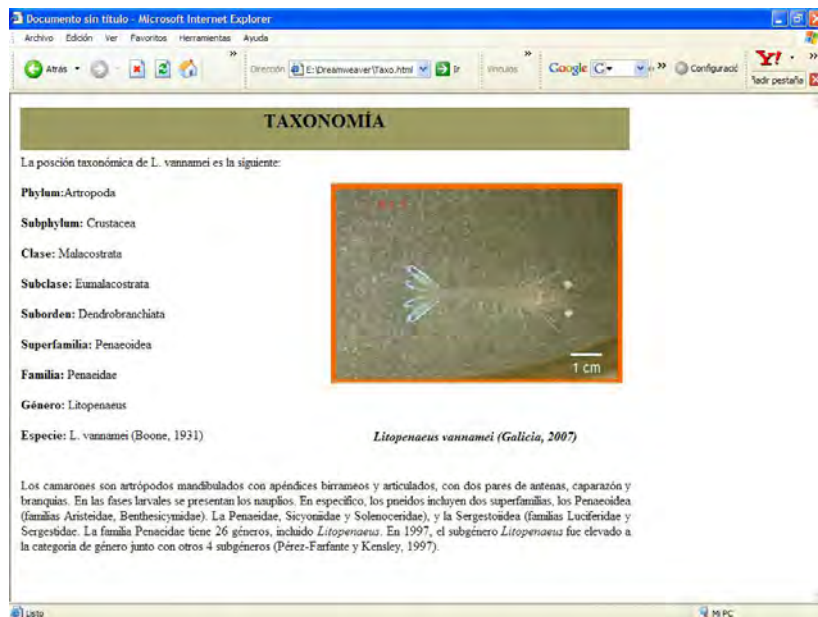 Documento sin título - Microsoft Internet Explorer
Archivo Edición Ver Favoritos Herramientas Ayuda
Atrás Dirección E:\Dreamweaver\Taxo.html Ir Vínculos Google Configuració
ñadir pestaña
TAXONOMÍA
La posción taxonómica de L. vannamei es la siguiente:
Phylum:Artropoda
Subphylum: Crustacea
Clase: Malacostrata
Subclase: Eumalacostrata
Suborden: Dendrobranchiata
Superfamilia: Penaeoidea
Familia: Penaeidae
Género: Litopenaeus
Especie: L. vannamei (Boone, 1931)
1 cm
Litopenaeus vannamei (Galicia, 2007)
Los camarones son artrópodos mandibulados con apéndices birrameos y articulados, con dos pares de antenas, caparazón y
branquias. En las fases larvales se presentan los nauplios. En específico, los pneidos incluyen dos superfamilias, los Penaeoidea
(familias Aristeidae, Benthesicymidae). La Penaeidae, Sicyoniidae y Solenoceridae), y la Sergestoidea (familias Luciferidae y
Sergestidae. La familia Penaeidae tiene 26 géneros, incluido Litopenaeus. En 1997, el subgénero Litopenaeus fue elevado a
la categoría de género junto con otros 4 subgéneros (Pérez-Farfante y Kensley, 1997).
Listo Mi PC